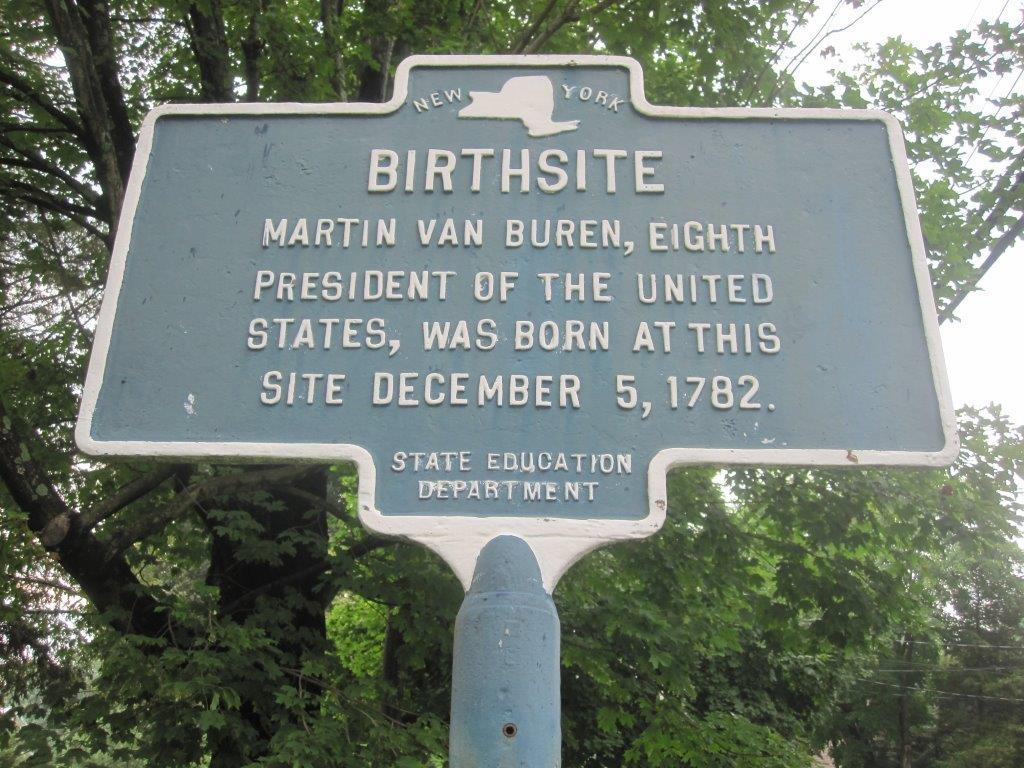 NEW YORK
BIRTHSITE
MARTIN VAN BUREN, EIGHTH
PRESIDENT OF THE UNITED
STATES, WAS BORN AT THIS
SITE DECEMBER 5, 1782.
STATE EDUCATION
DEPARTMENT